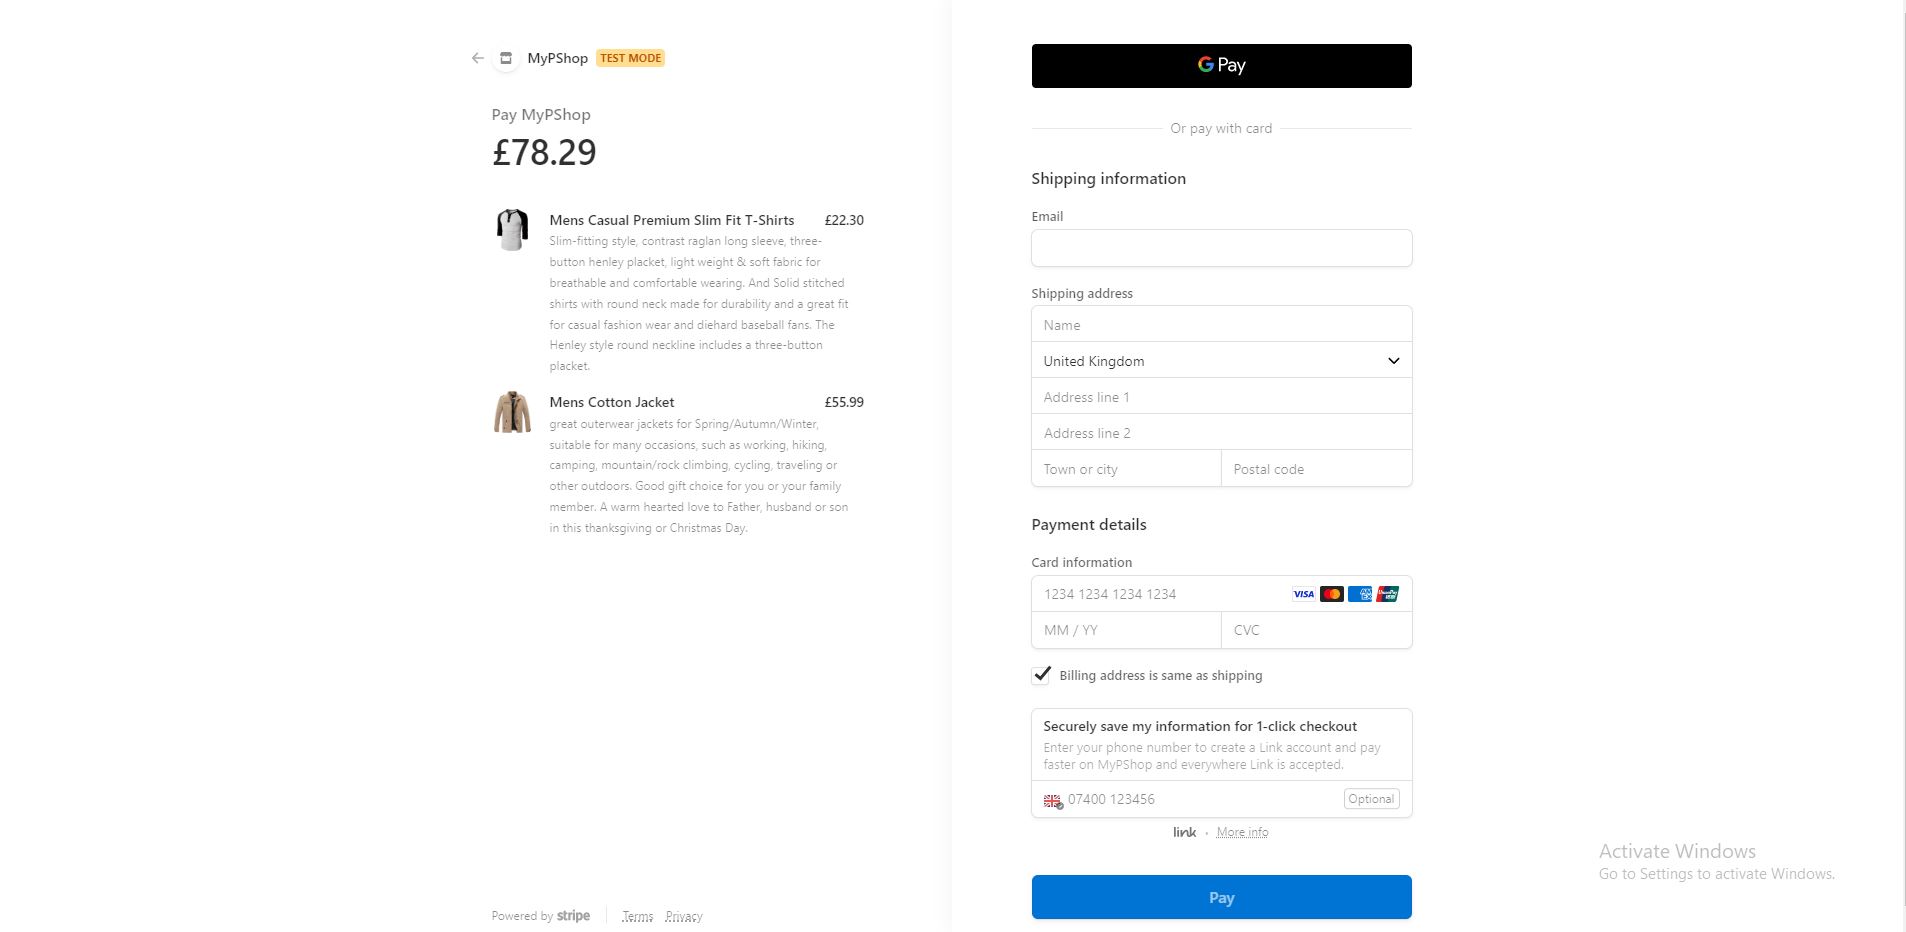 MyPShop TEST MODE
Pay MyPShop
£78.29
Mens Casual Premium Slim Fit T-Shirts £22.30
Slim-fitting style, contrast raglan long sleeve, three-
button henley placket, light weight & soft fabric for
breathable and comfortable wearing. And Solid stitched
shirts with round neck made for durability and a great fit
for casual fashion wear and diehard baseball fans. The
Henley style round neckline includes a three-button
placket.
Mens Cotton Jacket £55.99
great outerwear jackets for Spring/Autumn/Winter,
suitable for many occasions, such as working, hiking,
camping, mountain/rock climbing, cycling, traveling or
other outdoors. Good gift choice for you or your family
member. A warm hearted love to Father, husband or son
in this thanksgiving or Christmas Day.
Powered by stripe Terms Privacy
G Pay
Or pay with card
Shipping information
Email
Shipping address
Name
United Kingdom
Address line 1
Address line 2
Town or city Postal code
Payment details
Card information
1234 1234 1234 1234 VISA
MM / YY CVC
Billing address is same as shipping
Securely save my information for 1-click checkout
Enter your phone number to create a Link account and pay
faster on MyPShop and everywhere Link is accepted.
07400 123456 Optional
link · More info
Pay
Activate Windows
Go to Settings to activate Windows.